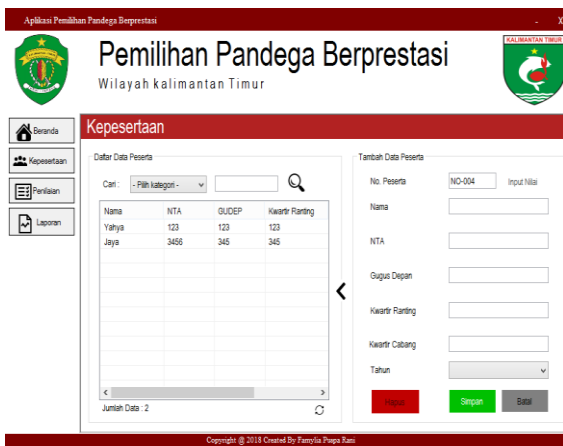 Aplikasi Pemilihan Pandega Berprestasi - X
Pemilihan Pandega Berprestasi
Wilayah kalimantan Timur
KALIMANTAN TIMUR
Beranda
Kepesertaan
Penilaian
Laporan
Kepesertaan
Daftar Data Peserta
Cari : - Pilih kategori -
Nama NTA GUDEP Kwartir Ranting
Yahya 123 123 123
Jaya 3456 345 345
Jumlah Data : 2
Tambah Data Peserta
No. Peserta NO-004 Input Nilai
Nama
NTA
Gugus Depan
Kwartir Ranting
Kwartir Cabang
Tahun
Hapus Simpan Batal
Copyright @ 2018 Created By Famylia Puspa Rani